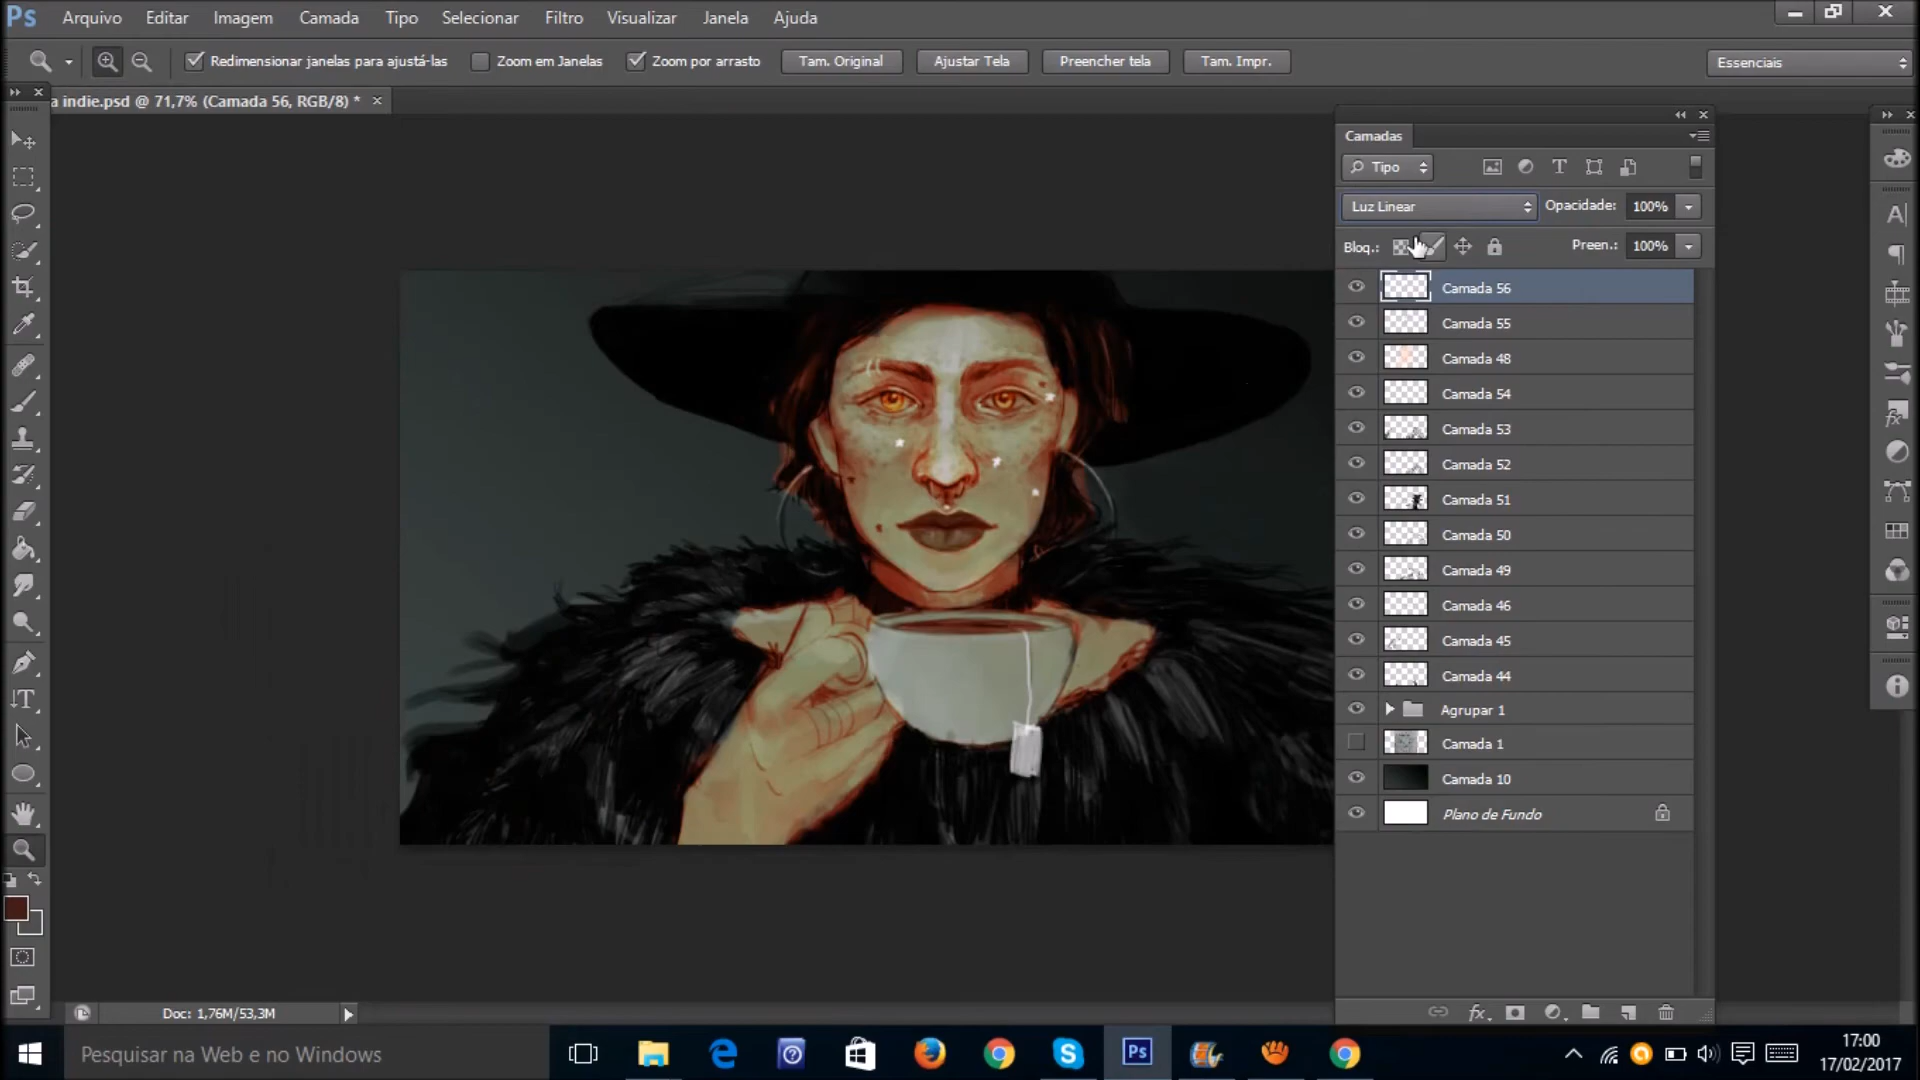 Ps Arquivo Editar Imagem Camada Tipo Selecionar Filtro Visualizar Janela Ajuda
Redimensionar janelas para ajustá-las Zoom em Janelas Zoom por arrasto Tam. Original Ajustar Tela Preencher tela Tam. Impr. Essenciais
a indie.psd @ 71,7% (Camada 56, RGB/8) *
Camadas
Tipo
Luz Linear Opacidade: 100%
Bloq.: Preen.: 100%
Camada 56
Camada 55
Camada 48
Camada 54
Camada 53
Camada 52
Camada 51
Camada 50
Camada 49
Camada 46
Camada 45
Camada 44
Agrupar 1
Camada 1
Camada 10
Plano de Fundo
Doc: 1,76M/53,3M
Pesquisar na Web e no Windows
17:00
17/02/2017